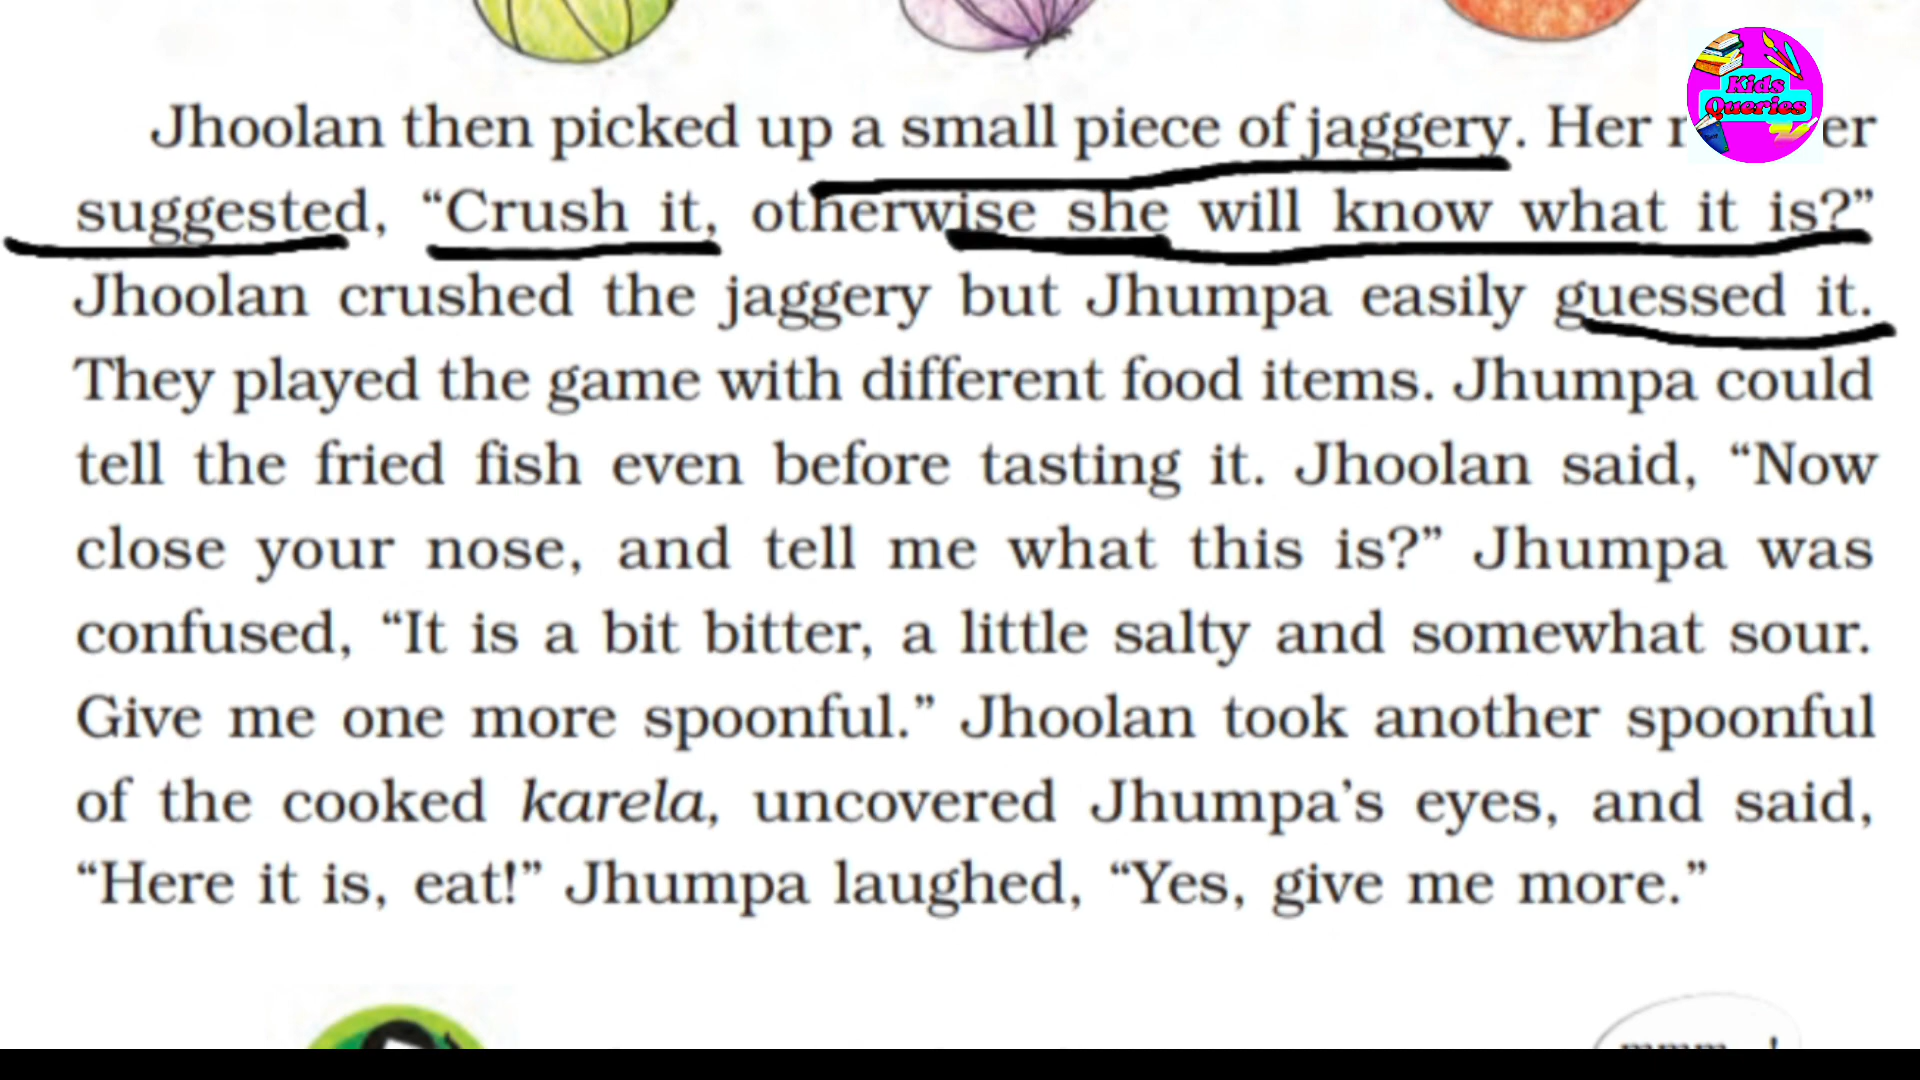 Kids
Queries
Jhoolan then picked up a small piece of jaggery. Her
suggested, “Crush it, otherwise she will know what it is?”
Jhoolan crushed the jaggery but Jhumpa easily guessed it.
They played the game with different food items. Jhumpa could
tell the fried fish even before tasting it. Jhoolan said, “Now
close your nose, and tell me what this is?” Jhumpa was
confused, “It is a bit bitter, a little salty and somewhat sour.
Give me one more spoonful.” Jhoolan took another spoonful
of the cooked karela, uncovered Jhumpa’s eyes, and said,
“Here it is, eat!” Jhumpa laughed, “Yes, give me more.”